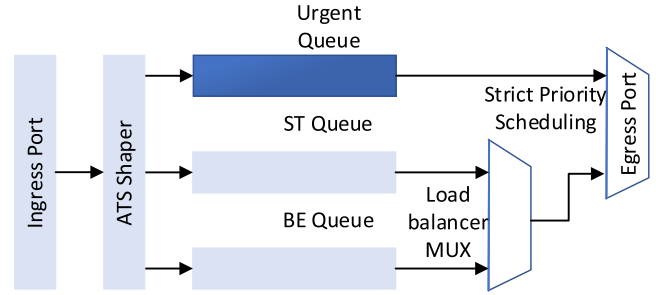 Urgent
Queue
Ingress Port
ATS Shaper
Strict Priority
Scheduling
Egress Port
ST Queue
Load
balancer
MUX
BE Queue